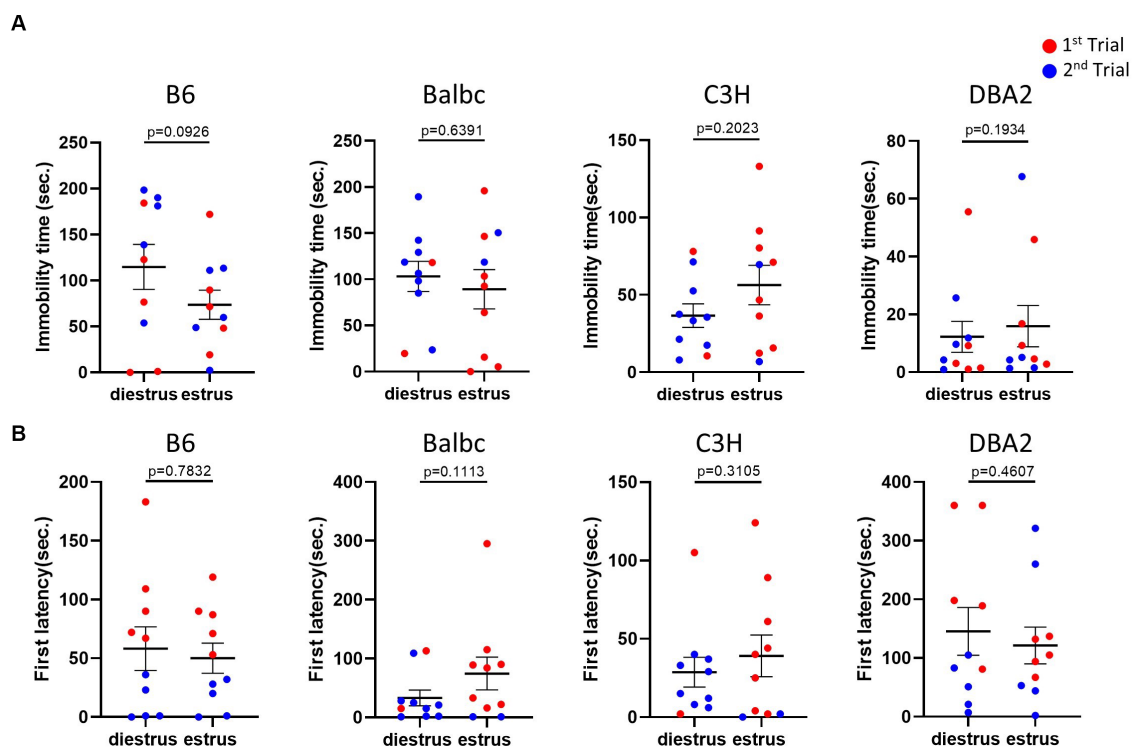 A
1st Trial
2nd Trial
B6 Balbc C3H DBA2
p=0.0926 p=0.6391 p=0.2023 p=0.1934
Immobility time (sec.)
250
200
150
100
50
0
diestrus estrus
Immobility time (sec.)
250
200
150
100
50
0
diestrus estrus
Immobility time(sec.)
150
100
50
0
diestrus estrus
Immobility time(sec.)
80
60
40
20
0
diestrus estrus
B
B6 Balbc C3H DBA2
p=0.7832 p=0.1113 p=0.3105 p=0.4607
First latency(sec.)
200
150
100
50
0
diestrus estrus
First latency(sec.)
400
300
200
100
0
diestrus estrus
First latency(sec.)
150
100
50
0
diestrus estrus
First latency(sec.)
400
300
200
100
0
diestrus estrus